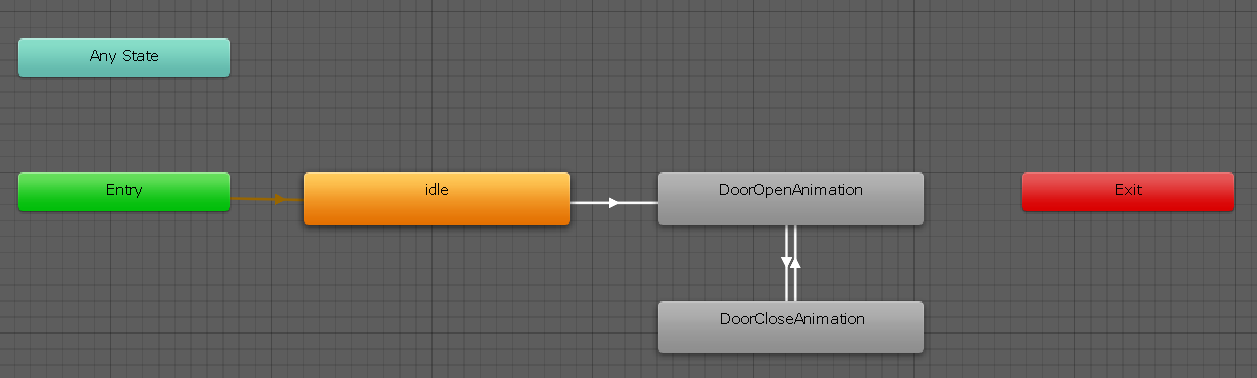 Any State
Entry
idle
DoorOpenAnimation
Exit
DoorCloseAnimation